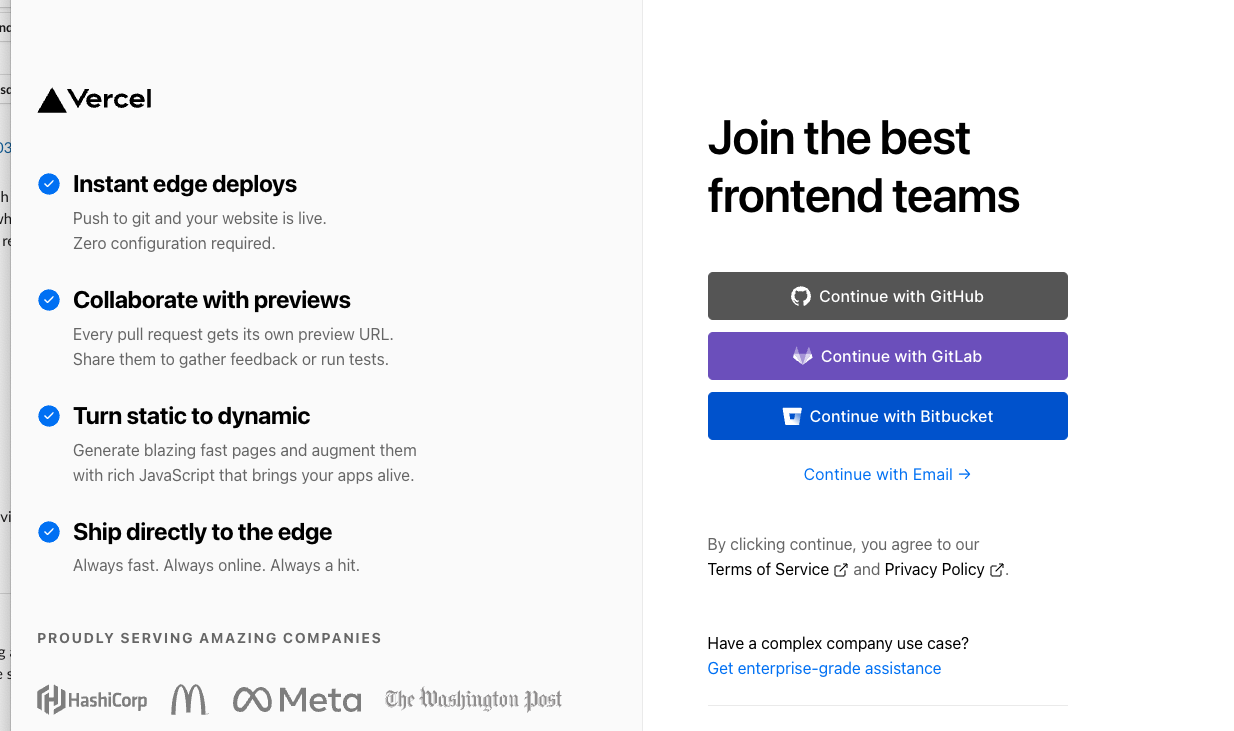 Vercel
Instant edge deploys
Push to git and your website is live.
Zero configuration required.
Collaborate with previews
Every pull request gets its own preview URL.
Share them to gather feedback or run tests.
Turn static to dynamic
Generate blazing fast pages and augment them
with rich JavaScript that brings your apps alive.
Ship directly to the edge
Always fast. Always online. Always a hit.
PROUDLY SERVING AMAZING COMPANIES
HashiCorp
Meta
The Washington Post
Join the best
frontend teams
Continue with GitHub
Continue with GitLab
Continue with Bitbucket
Continue with Email →
By clicking continue, you agree to our
Terms of Service and Privacy Policy.
Have a complex company use case?
Get enterprise-grade assistance